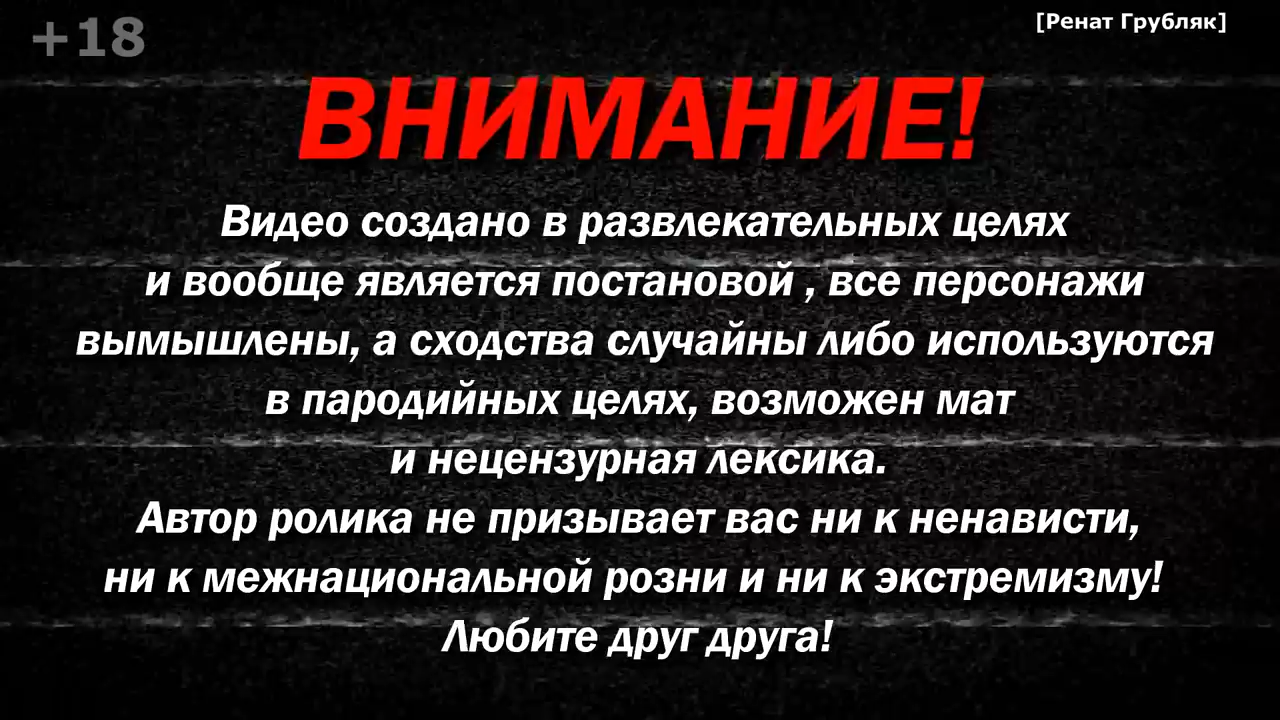 +18
[Ренат Грубляк]
ВНИМАНИЕ!
Видео создано в развлекательных целях
и вообще является постановой , все персонажи
вымышлены, а сходства случайны либо используются
в пародийных целях, возможен мат
и нецензурная лексика.
Автор ролика не призывает вас ни к ненависти,
ни к межнациональной розни и ни к экстремизму!
Любите друг друга!